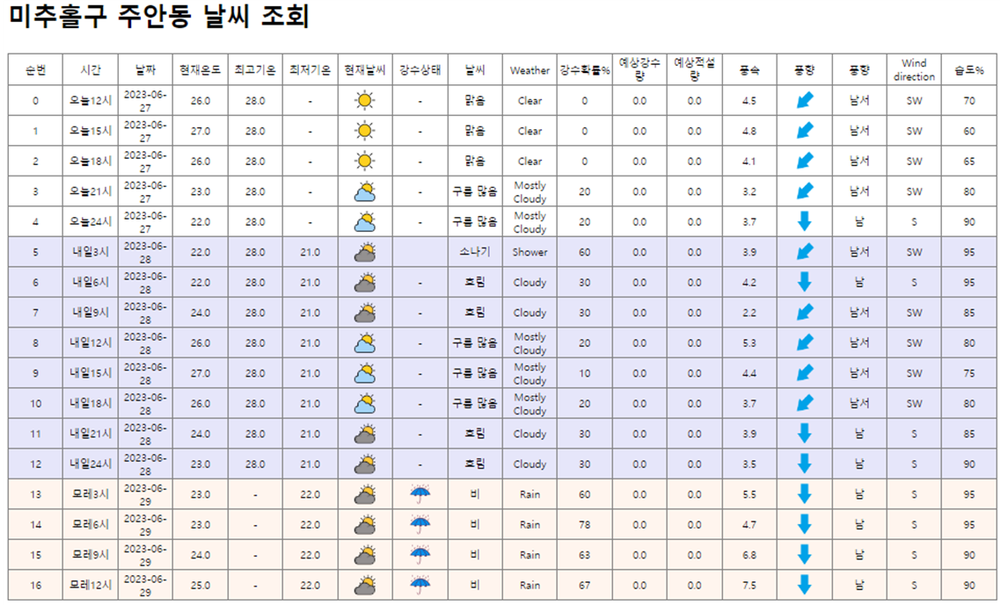 미추홀구 주안동 날씨 조회
순번 시간 날짜 현재온도 최고기온 최저기온 현재날씨 강수상태 날씨 Weather 강수확률% 예상강수량 예상적설량 풍속 풍향 풍향 Wind direction 습도%
0 오늘12시 2023-06-27 26.0 28.0 - - 맑음 Clear 0 0.0 0.0 4.5 남서 SW 70
1 오늘15시 2023-06-27 27.0 28.0 - - 맑음 Clear 0 0.0 0.0 4.8 남서 SW 60
2 오늘18시 2023-06-27 26.0 28.0 - - 맑음 Clear 0 0.0 0.0 4.1 남서 SW 65
3 오늘21시 2023-06-27 23.0 28.0 - - 구름 많음 Mostly Cloudy 20 0.0 0.0 3.2 남서 SW 80
4 오늘24시 2023-06-27 22.0 28.0 - - 구름 많음 Mostly Cloudy 20 0.0 0.0 3.7 남 S 90
5 내일3시 2023-06-28 22.0 28.0 21.0 소나기 Shower 60 0.0 0.0 3.9 남서 SW 95
6 내일6시 2023-06-28 22.0 28.0 21.0 - 흐림 Cloudy 30 0.0 0.0 4.2 남 S 95
7 내일9시 2023-06-28 24.0 28.0 21.0 - 흐림 Cloudy 30 0.0 0.0 2.2 남서 SW 85
8 내일12시 2023-06-28 26.0 28.0 21.0 - 구름 많음 Mostly Cloudy 20 0.0 0.0 5.3 남서 SW 80
9 내일15시 2023-06-28 27.0 28.0 21.0 - 구름 많음 Mostly Cloudy 10 0.0 0.0 4.4 남서 SW 75
10 내일18시 2023-06-28 26.0 28.0 21.0 - 구름 많음 Mostly Cloudy 20 0.0 0.0 3.7 남서 SW 80
11 내일21시 2023-06-28 24.0 28.0 21.0 - 흐림 Cloudy 30 0.0 0.0 3.9 남 S 85
12 내일24시 2023-06-28 23.0 28.0 21.0 - 흐림 Cloudy 30 0.0 0.0 3.5 남 S 90
13 모레3시 2023-06-29 23.0 - 22.0 비 Rain 60 0.0 0.0 5.5 남 S 95
14 모레6시 2023-06-29 23.0 - 22.0 비 Rain 78 0.0 0.0 4.7 남 S 95
15 모레9시 2023-06-29 24.0 - 22.0 비 Rain 63 0.0 0.0 6.8 남 S 90
16 모레12시 2023-06-29 25.0 - 22.0 비 Rain 67 0.0 0.0 7.5 남 S 90